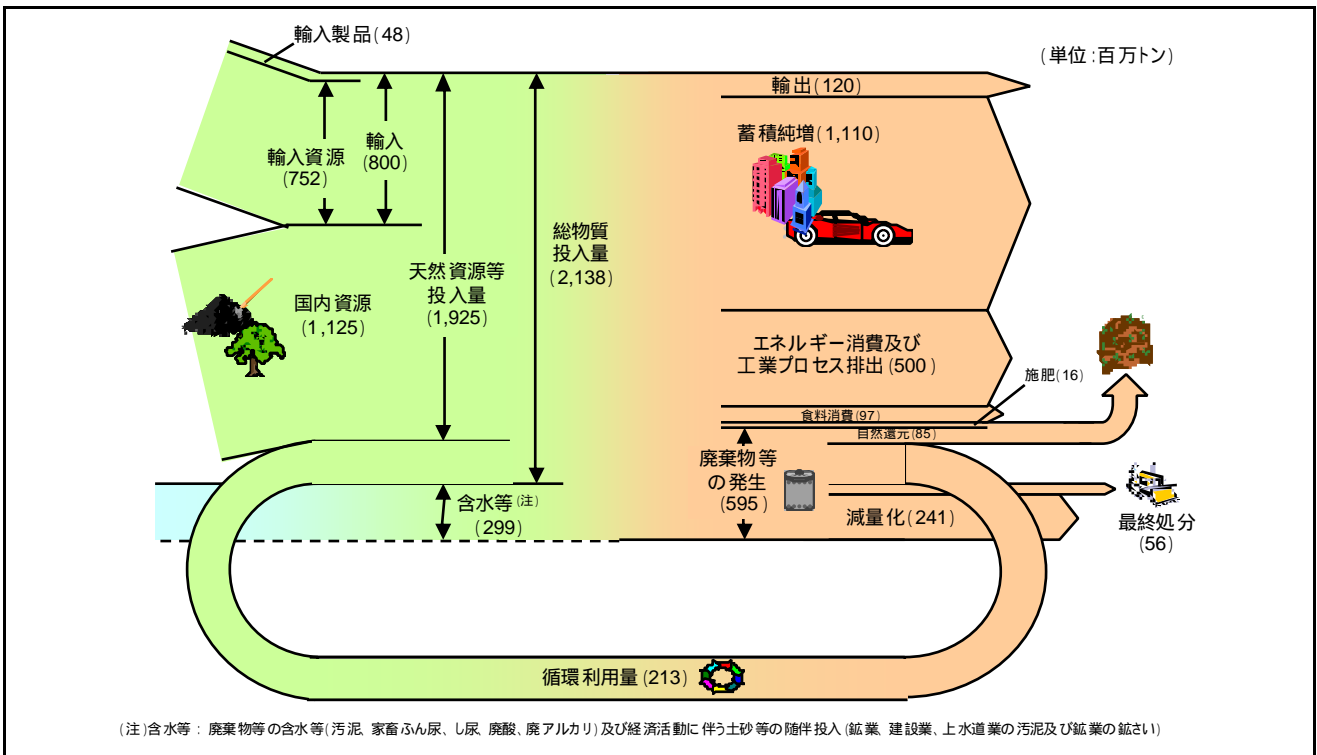 輸入製品(48)
(単位:百万トン)
輸出(120)
蓄積純増(1,110)
輸入
(800)
輸入資源
(752)
総物質
投入量
(2,138)
天然資源等
投入量
(1,925)
国内資源
(1,125)
エネルギー消費及び
工業プロセス排出(500)
施肥(16)
食料消費(97)
自然還元(85)
廃棄物等
の発生
(595)
含水等(注)
(299)
減量化(241)
最終処分
(56)
循環利用量(213)
(注)含水等:廃棄物等の含水等(汚泥、家畜ふん尿、し尿、廃酸、廃アルカリ)及び経済活動に伴う土砂等の随伴投入(鉱業、建設業、上水道業の汚泥及び鉱業の鉱さい)